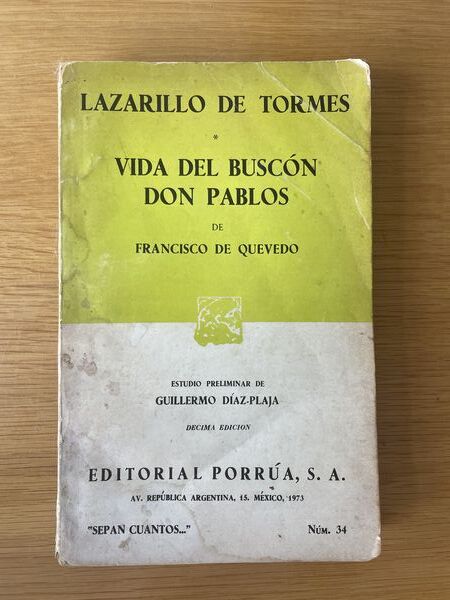 LAZARILLO DE TORMES
*
VIDA DEL BUSCÓN
DON PABLOS
DE
FRANCISCO DE QUEVEDO
ESTUDIO PRELIMINAR DE
GUILLERMO DÍAZ-PLAJA
DECIMA EDICION
EDITORIAL PORRÚA, S. A.
AV. REPÚBLICA ARGENTINA, 15. MÉXICO, 1973
"SEPAN CUANTOS..." NÚM. 34